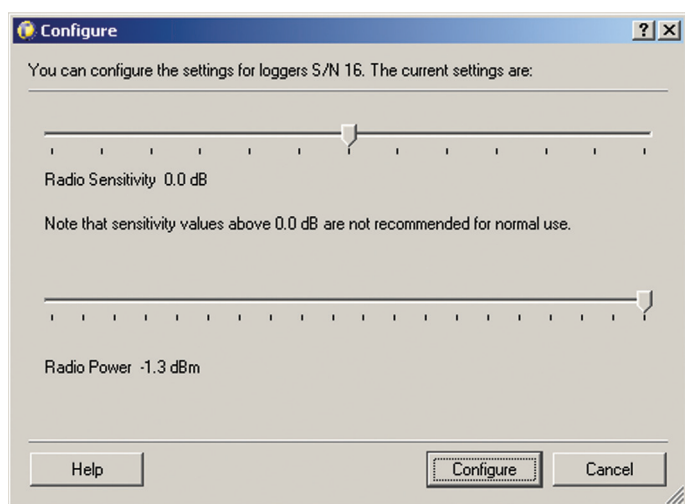 Configure
You can configure the settings for loggers S/N 16. The current settings are:
Radio Sensitivity 0.0 dB
Note that sensitivity values above 0.0 dB are not recommended for normal use.
Radio Power -1.3 dBm
Help
Configure
Cancel